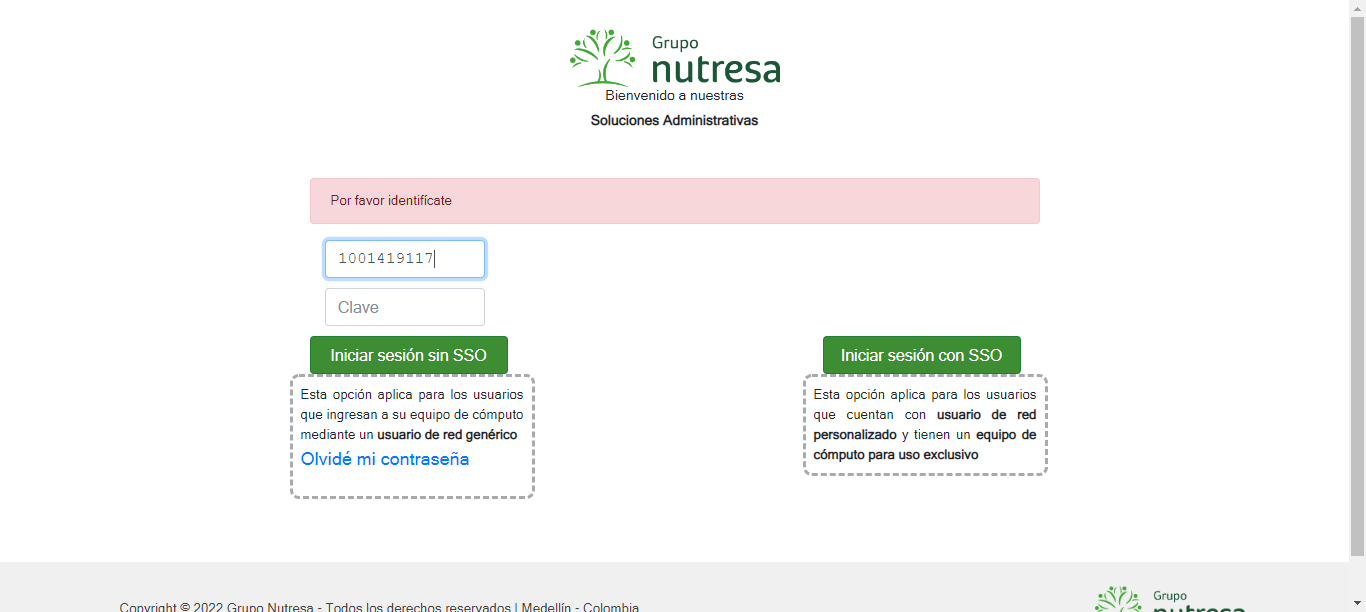 Grupo
nutresa
Bienvenido a nuestras
Soluciones Administrativas
Por favor identifícate
1001419117
Clave
Iniciar sesión sin SSO
Esta opción aplica para los usuarios
que ingresan a su equipo de cómputo
mediante un usuario de red genérico
Olvidé mi contraseña
Iniciar sesión con SSO
Esta opción aplica para los usuarios
que cuentan con usuario de red
personalizado y tienen un equipo de
cómputo para uso exclusivo
Copyright © 2022 Grupo Nutresa - Todos los derechos reservados | Medellín - Colombia
Grupo
nutresa